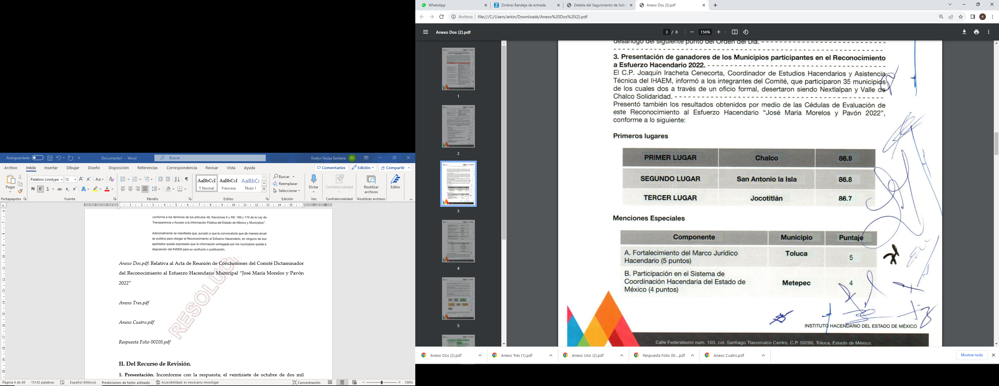 Autoguardado
Documento1 - Word
Buscar
Evelyn Souza Santana
ES
Archivo Inicio Insertar Dibujar Diseño Disposición Referencias Correspondencia Revisar Vista Ayuda
Comentarios
Edición
Compartir
Pegar
Palatino Linotype
12
AaBbCcI
¶ Normal
AaBbCcI
Francesa
AaBbCc
Título 1
Buscar
Reemplazar
Seleccionar
Dictar
Confidencialidad
Reutilizar
archivos
Editor
Portapapeles
Fuente
Párrafo
Estilos
Edición
Voz
Confidencialidad
Reutilizar archivos
conforme a los términos de los artículos 49, fracciones II y XIII, 169 y 170 de la Ley de
Transparencia y Acceso a la Información Pública del Estado de México y Municipios".
Adicionalmente se manifiesta que, aunado a que la convocatoria que de manera anual
se publica para otorgar el Reconocimiento al Esfuerzo Hacendario, en ninguno de sus
apartados queda expresado que la información entregada por los municipios queda a
disposición del IHAEM para su usufructo o publicación.
Anexo Dos.pdf: Relativa al Acta de Reunión de Conclusiones del Comité Dictaminador
del Reconocimiento al Esfuerzo Hacendario Municipal “José María Morelos y Pavón
2022”
Anexo Tres.pdf
Anexo Cuatro.pdf
Respuesta Folio 00105.pdf
RESOLUCI
II. Del Recurso de Revisión.
1. Presentación. Inconforme con la respuesta; el veintisiete de octubre de dos mil
Página 4 de 69
15142 palabras
Español (México)
Predicciones de texto: activado
Accesibilidad: es necesario investigar
Concentración
100%
WhatsApp
Zimbra: Bandeja de entrada
Detalle del Seguimiento de Solic
Anexo Dos (2).pdf
Archivo
file:///C:/Users/arkin/Downloads/Anexo%20Dos%20(2).pdf
e
Anexo Dos (2).pdf
3 / 8
156%
1
2
3
4
5
desahogo del siguiente punto del Orden del Día.
3. Presentación de ganadores de los Municipios participantes en el Reconocimiento
a Esfuerzo Hacendario 2022.
El C.P. Joaquín Iracheta Cenecorta, Coordinador de Estudios Hacendarios y Asistencia
Técnica del IHAEM, informó a los integrantes del Comité, que participaron 35 municipios
de los cuales dos a través de un oficio formal, desertaron siendo Nextlalpan y Valle de
Chalco Solidaridad.
Presentó también los resultados obtenidos por medio de las Cédulas de Evaluación de
este Reconocimiento al Esfuerzo Hacendario “José María Morelos y Pavón 2022”,
conforme a lo siguiente:
Primeros lugares
PRIMER LUGAR Chalco 86.9
SEGUNDO LUGAR San Antonio la Isla 86.8
TERCER LUGAR Jocotitlán 86.7
Menciones Especiales
Componente Municipio Puntaje
A. Fortalecimiento del Marco Jurídico
Hacendario (5 puntos)
Toluca
5
B. Participación en el Sistema de
Coordinación Hacendaria del Estado de
México (4 puntos)
Metepec
4
INSTITUTO HACENDARIO DEL ESTADO DE MÉXICO
Calle Federalismo núm. 103, col. Santiago Tlaxomulco Centro, C.P. 50280, Toluca, Estado de México.
Anexo Dos (2).pdf
Anexo Tres (1).pdf
Anexo Uno (2).pdf
Respuesta Folio 00....pdf
Anexo Cuatro.pdf
Mostrar todo